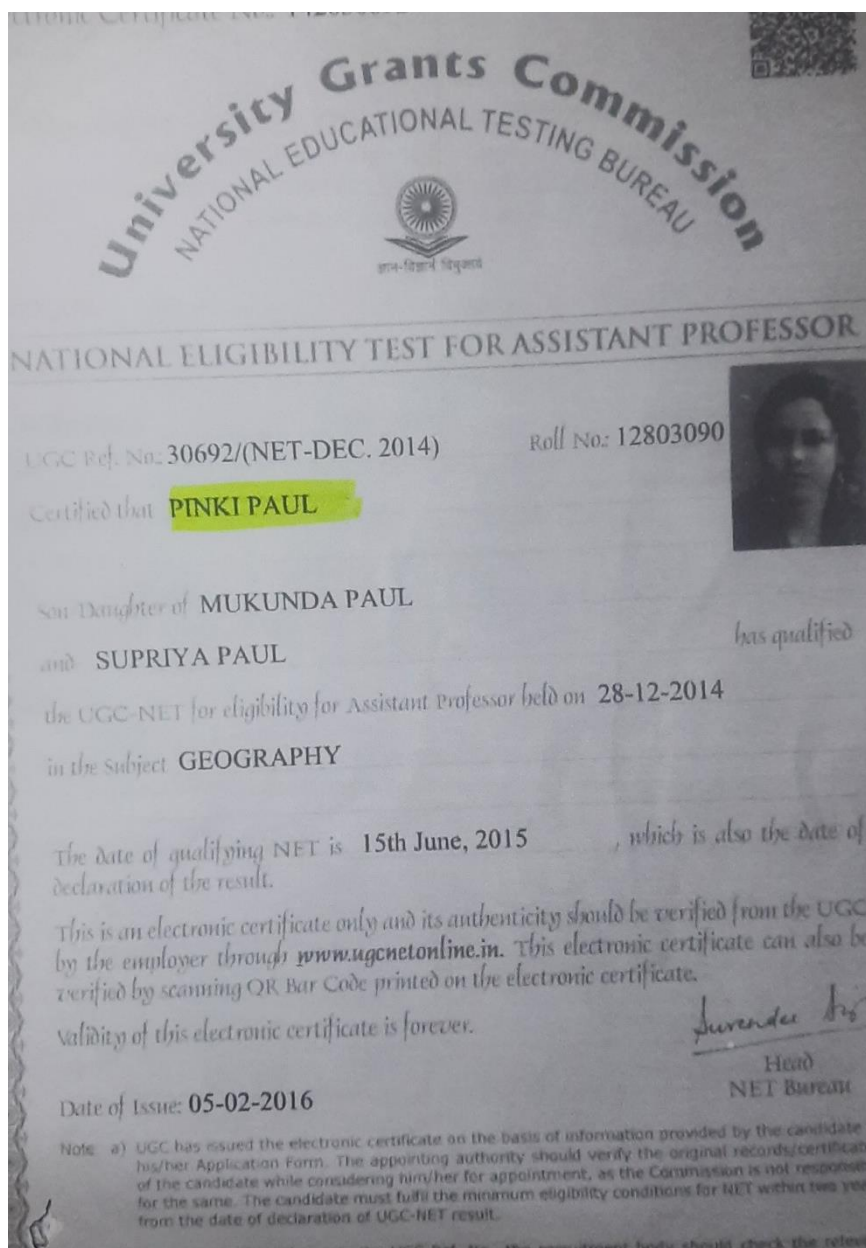 University Grants Commission
NATIONAL EDUCATIONAL TESTING BUREAU
ज्ञान-विज्ञानं विमुक्तये
NATIONAL ELIGIBILITY TEST FOR ASSISTANT PROFESSOR
UGC Ref. No.: 30692/(NET-DEC. 2014) Roll No.: 12803090
Certified that PINKI PAUL
Son/Daughter of MUKUNDA PAUL
and SUPRIYA PAUL has qualified
the UGC-NET for eligibility for Assistant Professor held on 28-12-2014
in the Subject GEOGRAPHY
The date of qualifying NET is 15th June, 2015 , which is also the date of
declaration of the result.
This is an electronic certificate only and its authenticity should be verified from the UGC
by the employer through www.ugcnetonline.in. This electronic certificate can also be
verified by scanning QR Bar Code printed on the electronic certificate.
Validity of this electronic certificate is forever.
Surender
Head
NET Bureau
Date of Issue: 05-02-2016
Note: a) UGC has issued the electronic certificate on the basis of information provided by the candidate
his/her Application Form. The appointing authority should verify the original records/certificat
of the candidate while considering him/her for appointment, as the Commission is not responsi
for the same. The candidate must fulfil the minimum eligibility conditions for NET within two ye
from the date of declaration of UGC-NET result.